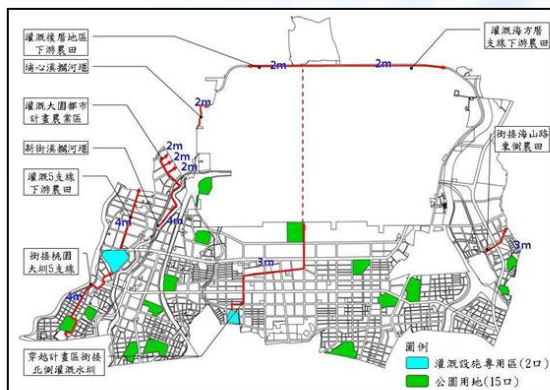 灌溉後厝地區
下游農田
埔心溪攔河堰
灌溉大園都市
計畫農業區
新街溪攔河堰
灌溉5支線
下游農田
銜接桃園
大圳5支線
穿越計畫區銜接
北側灌溉水圳
灌溉海方厝
支線下游農田
銜接海山路
東側農田
2m
2m
2m
2m
2m
2m
4m
4m
4m
3m
3m
圖例
灌溉設施專用區(2口)
公園用地(15口)